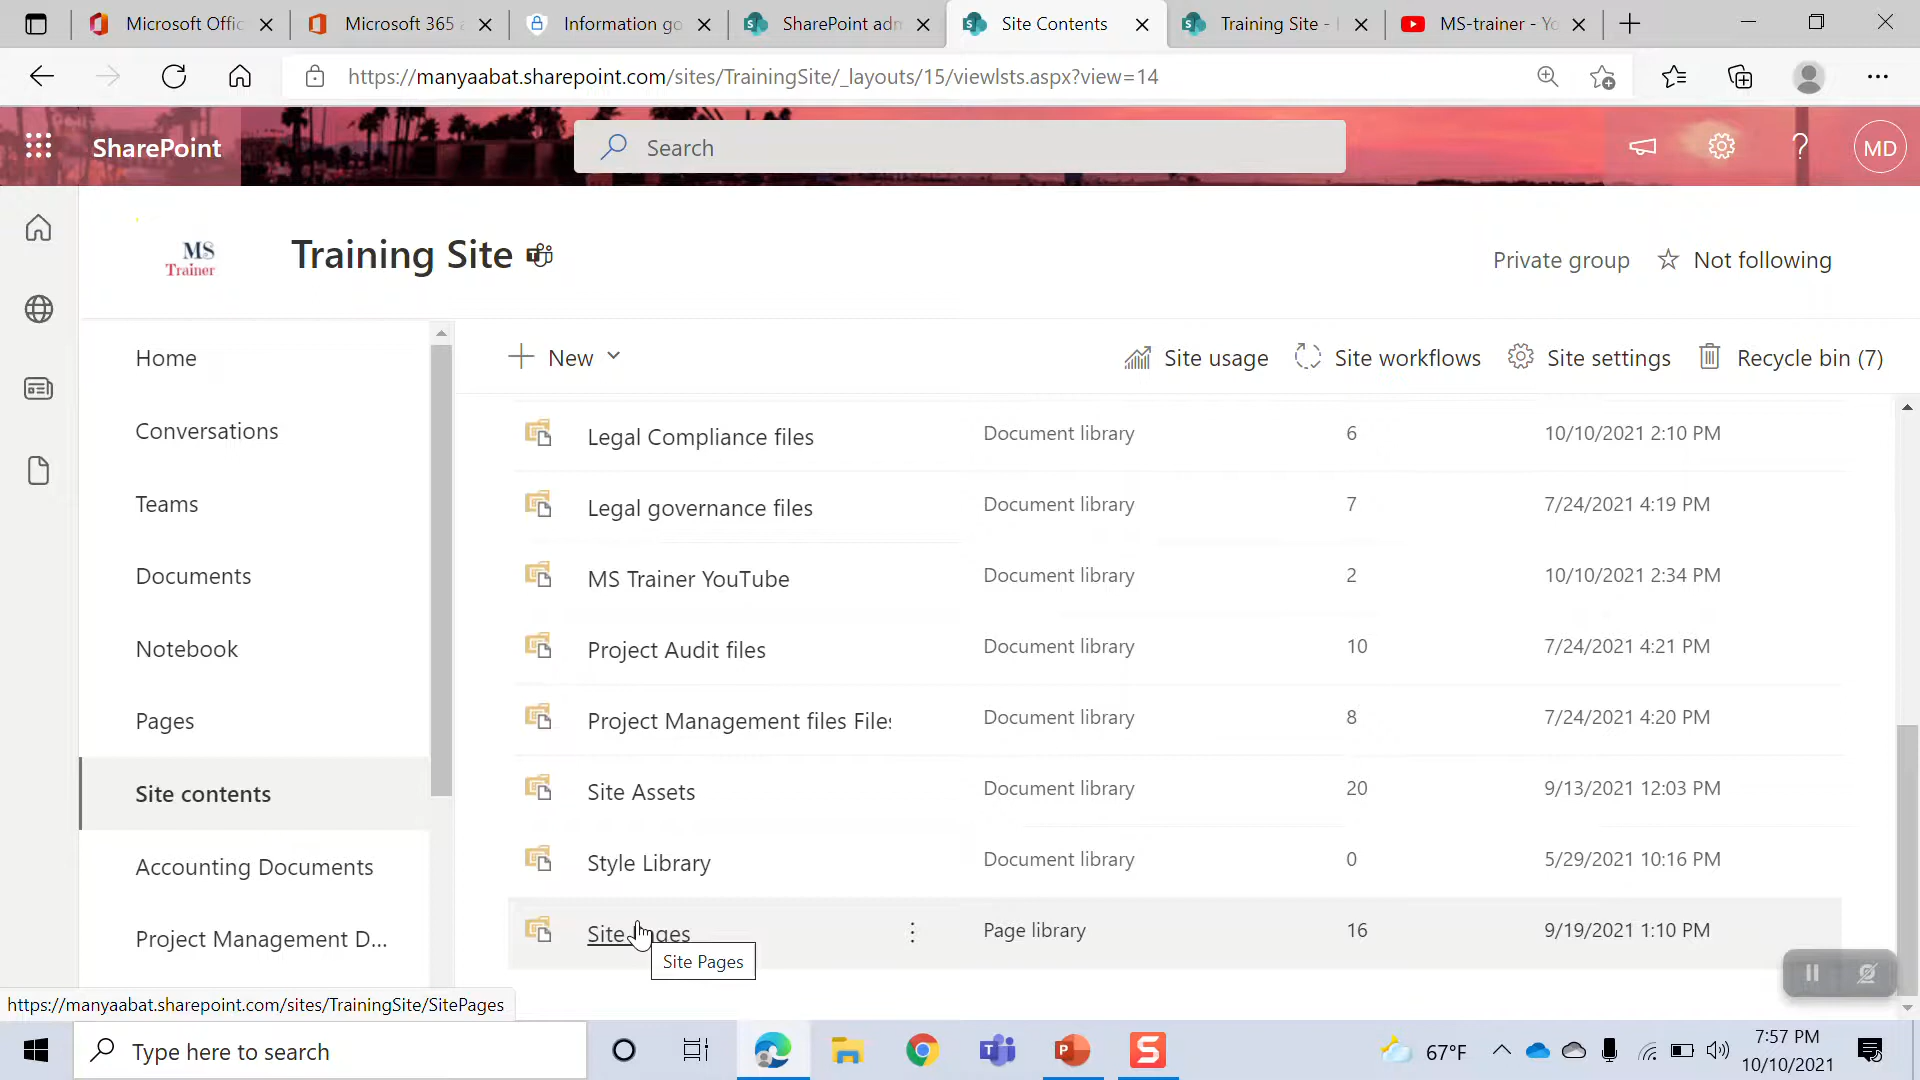 Microsoft Offic
Microsoft 365 a
Information go
SharePoint adm
Site Contents
Training Site -
MS-trainer - Yo
https://manyaabat.sharepoint.com/sites/TrainingSite/_layouts/15/viewlsts.aspx?view=14
SharePoint
Search
MD
MS
Trainer
Training Site
Private group
Not following
Home
Conversations
Teams
Documents
Notebook
Pages
Site contents
Accounting Documents
Project Management D...
New
Site usage
Site workflows
Site settings
Recycle bin (7)
Legal Compliance files Document library 6 10/10/2021 2:10 PM
Legal governance files Document library 7 7/24/2021 4:19 PM
MS Trainer YouTube Document library 2 10/10/2021 2:34 PM
Project Audit files Document library 10 7/24/2021 4:21 PM
Project Management files Files Document library 8 7/24/2021 4:20 PM
Site Assets Document library 20 9/13/2021 12:03 PM
Style Library Document library 0 5/29/2021 10:16 PM
Site Pages Page library 16 9/19/2021 1:10 PM
Site Pages
https://manyaabat.sharepoint.com/sites/TrainingSite/SitePages
Type here to search
67°F
7:57 PM
10/10/2021